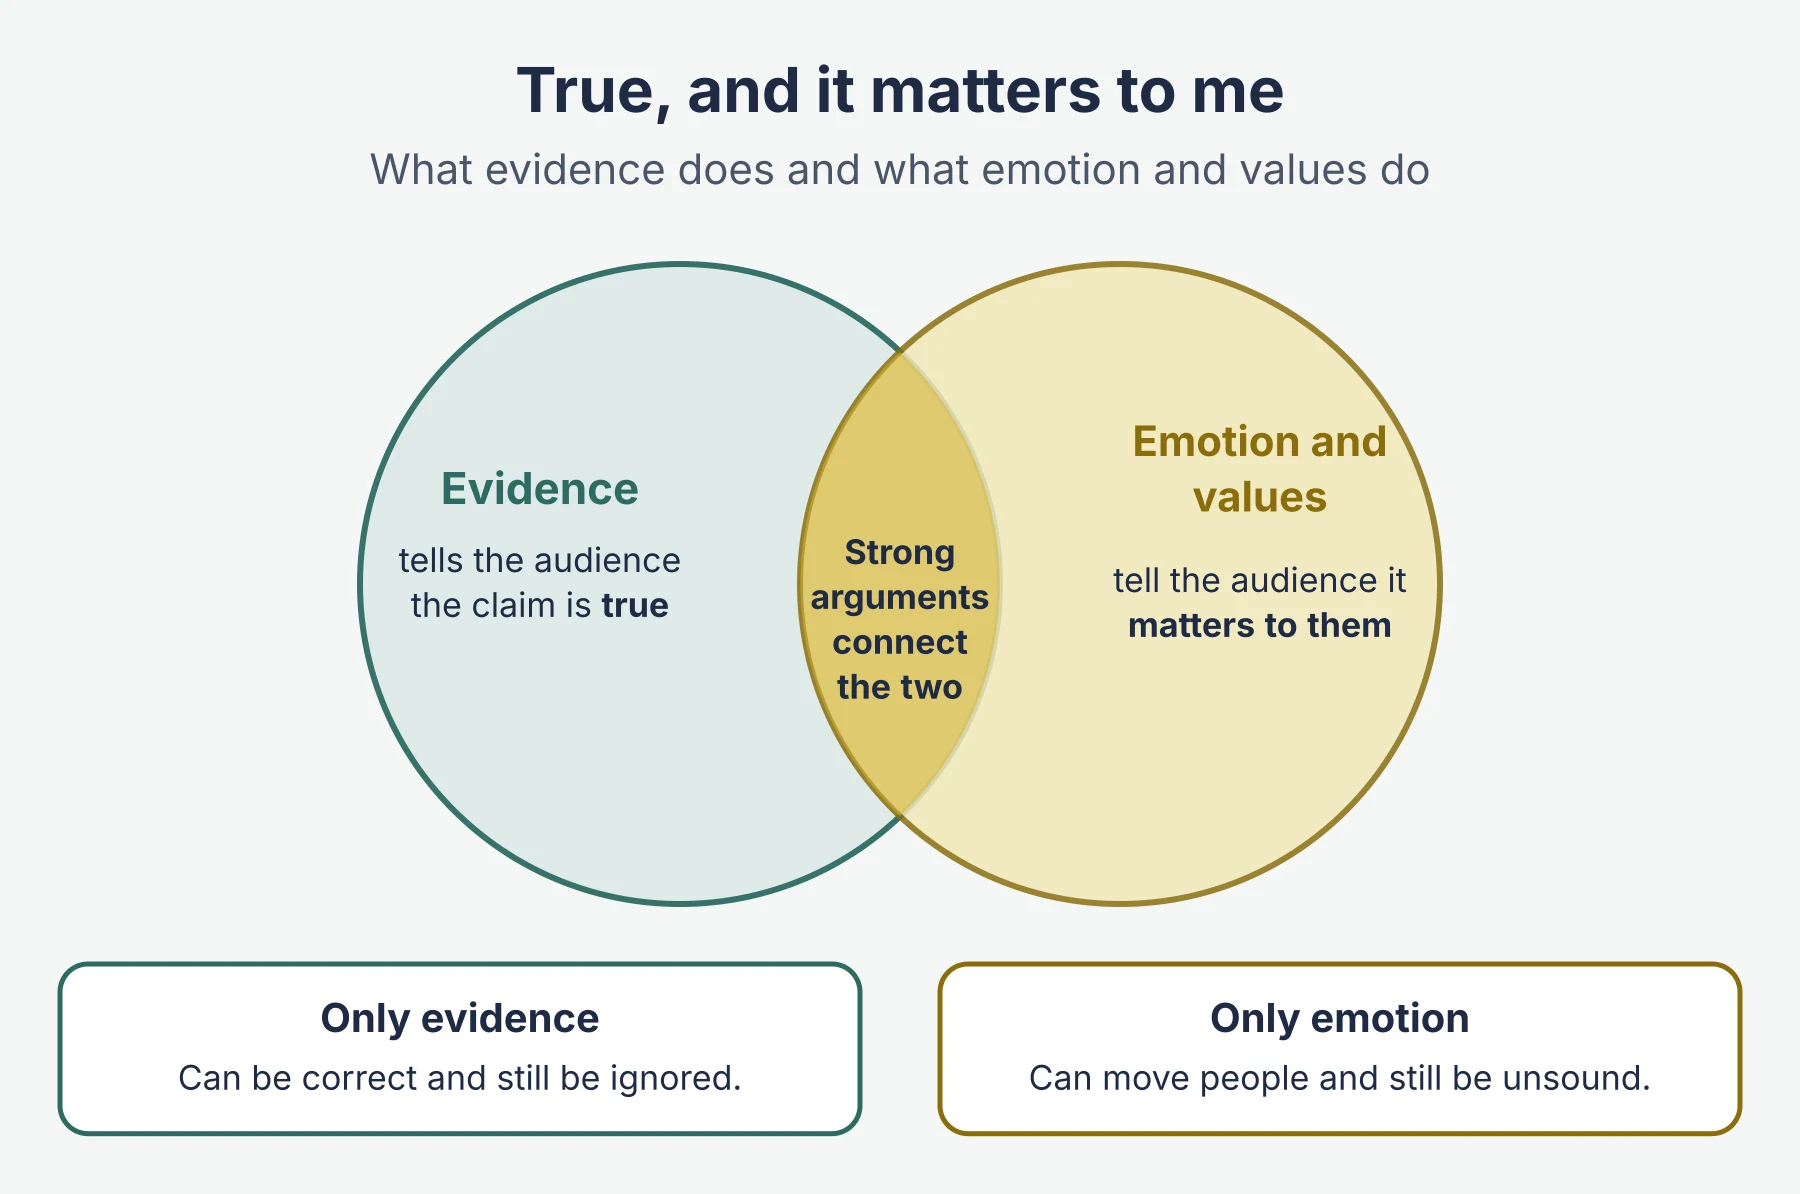 True, and it matters to me
What evidence does and what emotion and values do
Evidence
tells the audience
the claim is true
Strong
arguments
connect
the two
Emotion and
values
tell the audience it
matters to them
Only evidence
Can be correct and still be ignored.
Only emotion
Can move people and still be unsound.